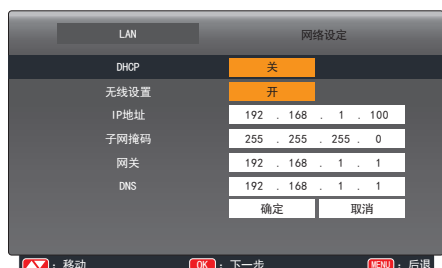 LAN 网络设定
DHCP 关
无线设置 开
IP地址 192 . 168 . 1 . 100
子网掩码 255 . 255 . 255 . 0
网关 192 . 168 . 1 . 1
DNS 192 . 168 . 1 . 1
确定 取消
：移动 OK ：下一步 MENU ：后退